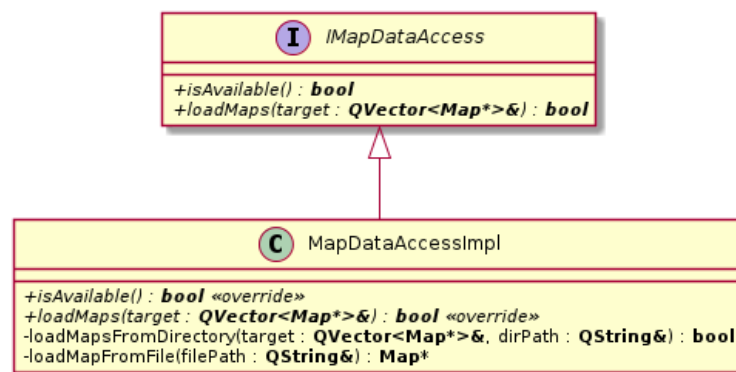 I IMapDataAccess
+isAvailable() : bool
+loadMaps(target : QVector<Map*>&) : bool
C MapDataAccessImpl
+isAvailable() : bool «override»
+loadMaps(target : QVector<Map*>&) : bool «override»
-loadMapsFromDirectory(target : QVector<Map*>&, dirPath : QString&) : bool
-loadMapFromFile(filePath : QString&) : Map*